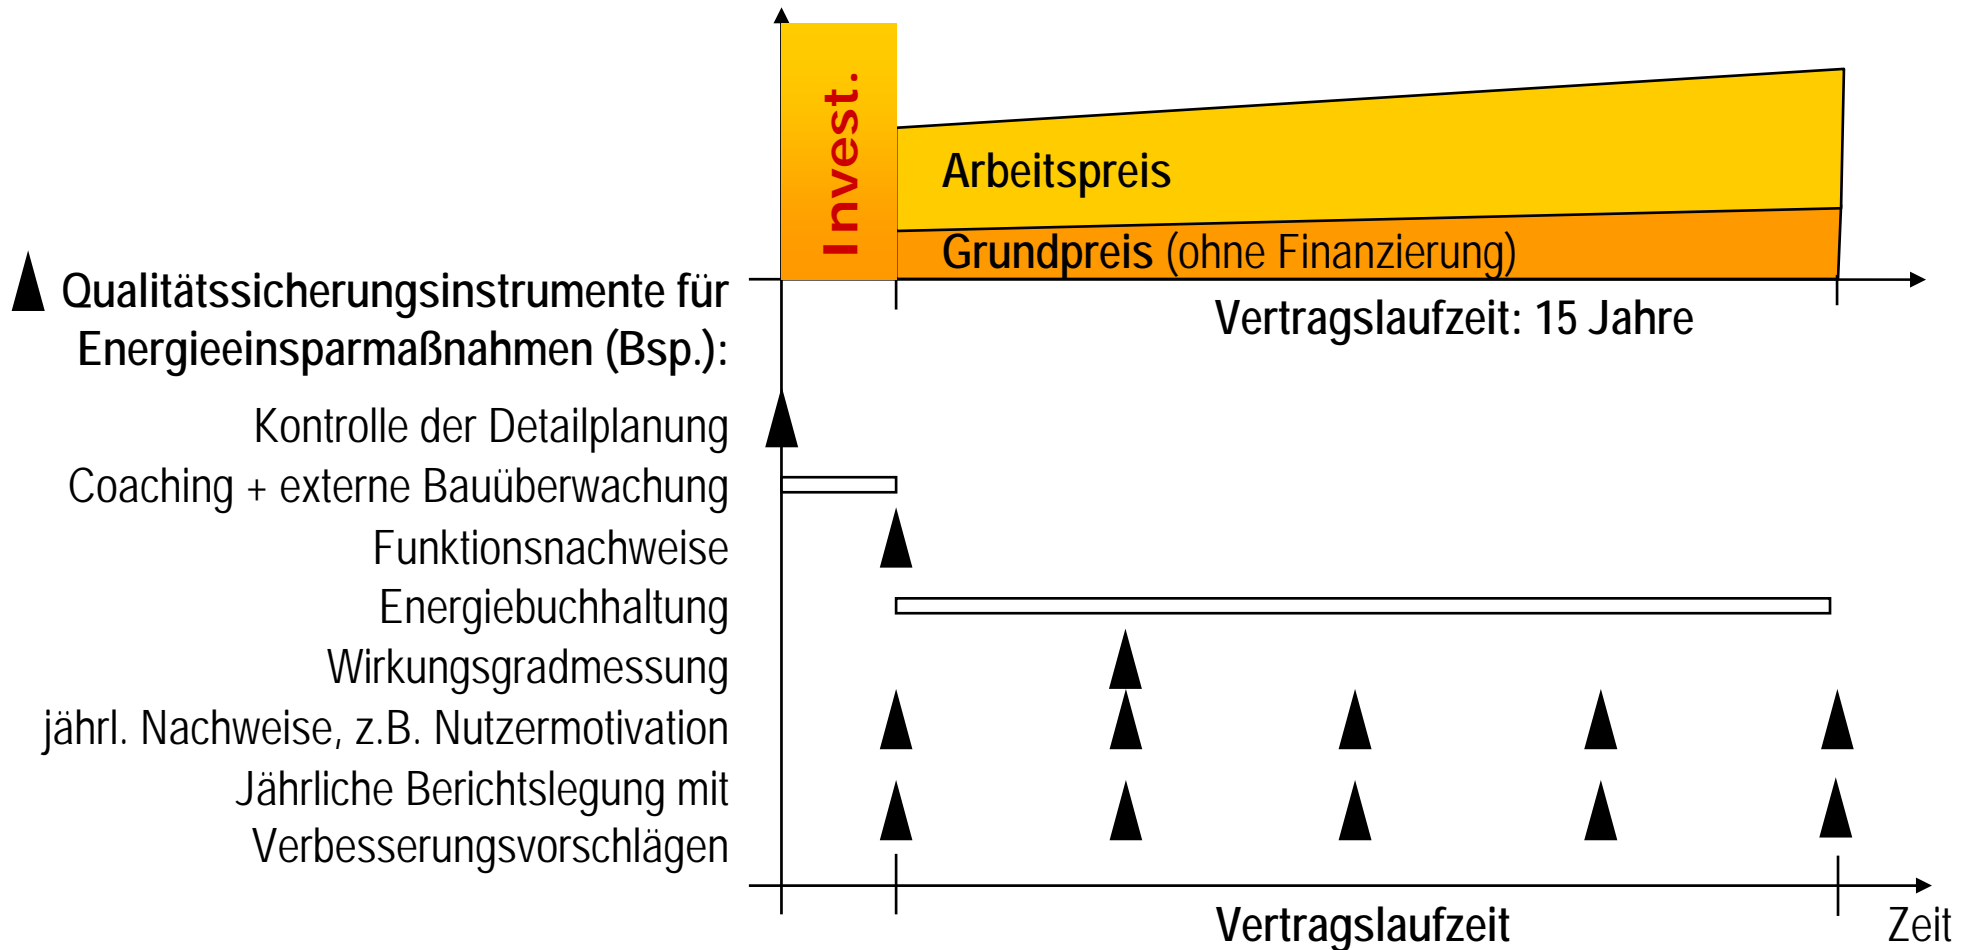 Invest.
Arbeitspreis
Grundpreis (ohne Finanzierung)
Vertragslaufzeit: 15 Jahre
Qualitätssicherungsinstrumente für
Energieeinsparmaßnahmen (Bsp.):
Kontrolle der Detailplanung
Coaching + externe Bauüberwachung
Funktionsnachweise
Energiebuchhaltung
Wirkungsgradmessung
jährl. Nachweise, z.B. Nutzermotivation
Jährliche Berichtslegung mit
Verbesserungsvorschlägen
Vertragslaufzeit
Zeit